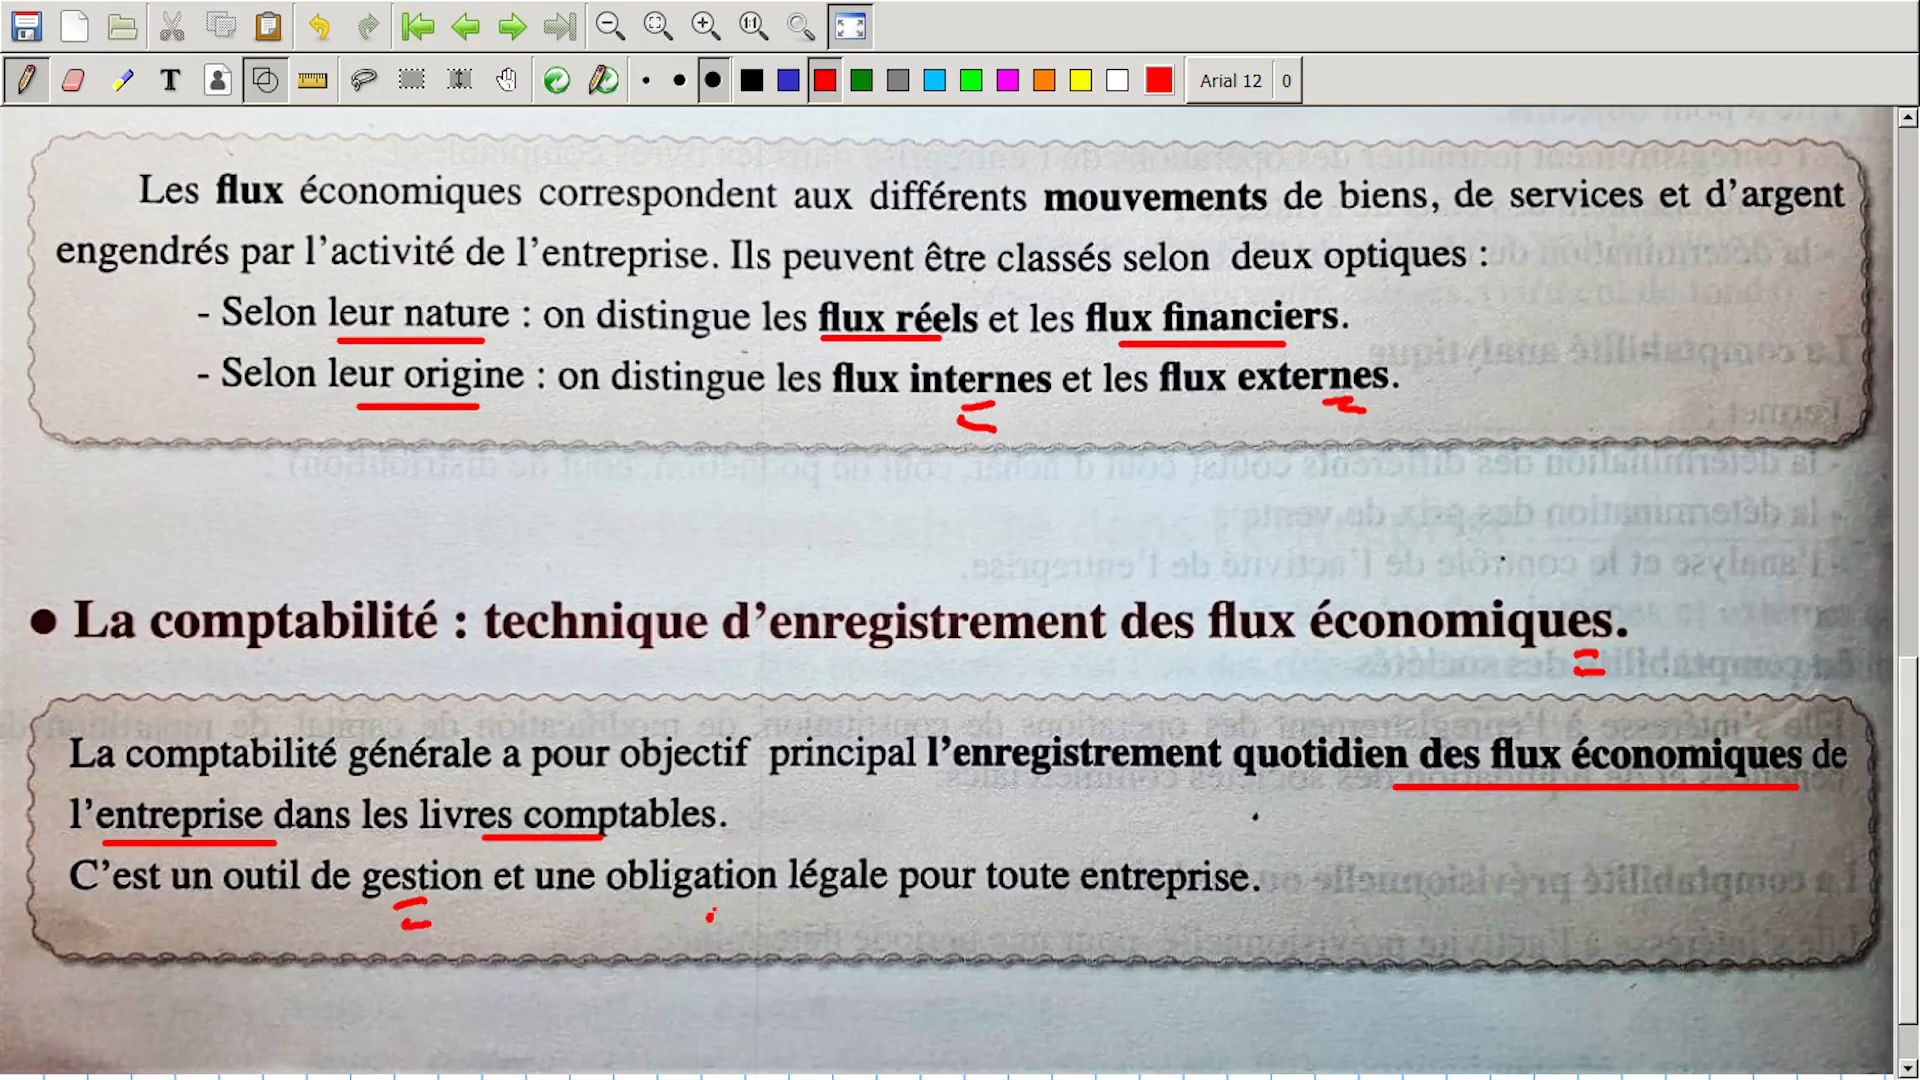 T
1:1
Arial 12 0
Les flux économiques correspondent aux différents mouvements de biens, de services et d’argent
engendrés par l’activité de l’entreprise. Ils peuvent être classés selon deux optiques :
- Selon leur nature : on distingue les flux réels et les flux financiers.
- Selon leur origine : on distingue les flux internes et les flux externes.
● La comptabilité : technique d’enregistrement des flux économiques.
La comptabilité générale a pour objectif principal l’enregistrement quotidien des flux économiques de
l’entreprise dans les livres comptables.
C’est un outil de gestion et une obligation légale pour toute entreprise.